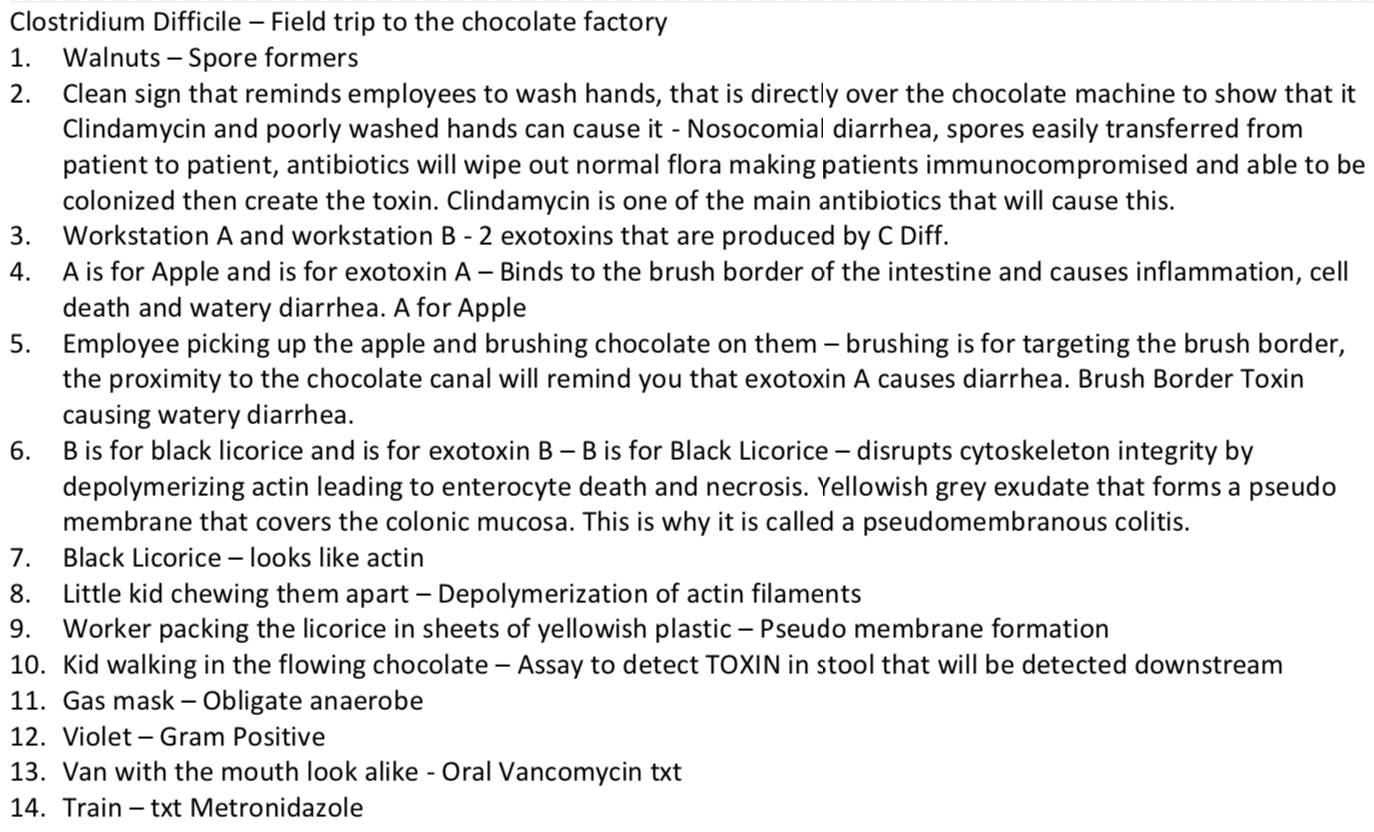 Clostridium Difficile – Field trip to the chocolate factory
1. Walnuts – Spore formers
2. Clean sign that reminds employees to wash hands, that is directly over the chocolate machine to show that it
Clindamycin and poorly washed hands can cause it - Nosocomial diarrhea, spores easily transferred from
patient to patient, antibiotics will wipe out normal flora making patients immunocompromised and able to be
colonized then create the toxin. Clindamycin is one of the main antibiotics that will cause this.
3. Workstation A and workstation B - 2 exotoxins that are produced by C Diff.
4. A is for Apple and is for exotoxin A – Binds to the brush border of the intestine and causes inflammation, cell
death and watery diarrhea. A for Apple
5. Employee picking up the apple and brushing chocolate on them – brushing is for targeting the brush border,
the proximity to the chocolate canal will remind you that exotoxin A causes diarrhea. Brush Border Toxin
causing watery diarrhea.
6. B is for black licorice and is for exotoxin B – B is for Black Licorice – disrupts cytoskeleton integrity by
depolymerizing actin leading to enterocyte death and necrosis. Yellowish grey exudate that forms a pseudo
membrane that covers the colonic mucosa. This is why it is called a pseudomembranous colitis.
7. Black Licorice – looks like actin
8. Little kid chewing them apart – Depolymerization of actin filaments
9. Worker packing the licorice in sheets of yellowish plastic – Pseudo membrane formation
10. Kid walking in the flowing chocolate – Assay to detect TOXIN in stool that will be detected downstream
11. Gas mask – Obligate anaerobe
12. Violet – Gram Positive
13. Van with the mouth look alike - Oral Vancomycin txt
14. Train – txt Metronidazole